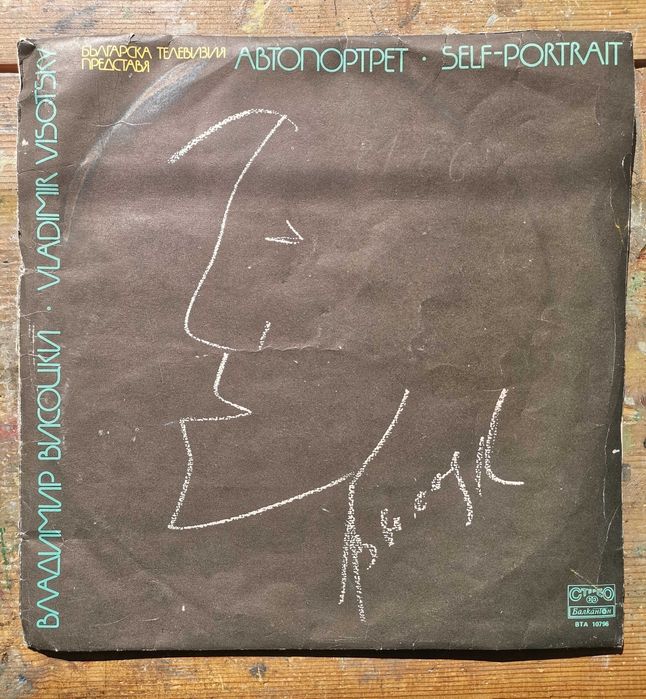 БЪЛГАРСКА ТЕЛЕВИЗИЯ
ПРЕДСТАВЯ
АВТОПОРТРЕТ · SELF-PORTRAIT
ВЛАДИМИР ВИСОЦКИ · VLADIMIR VISOTSKY
СТЕРЕО
Балкантон
ВТА 10796